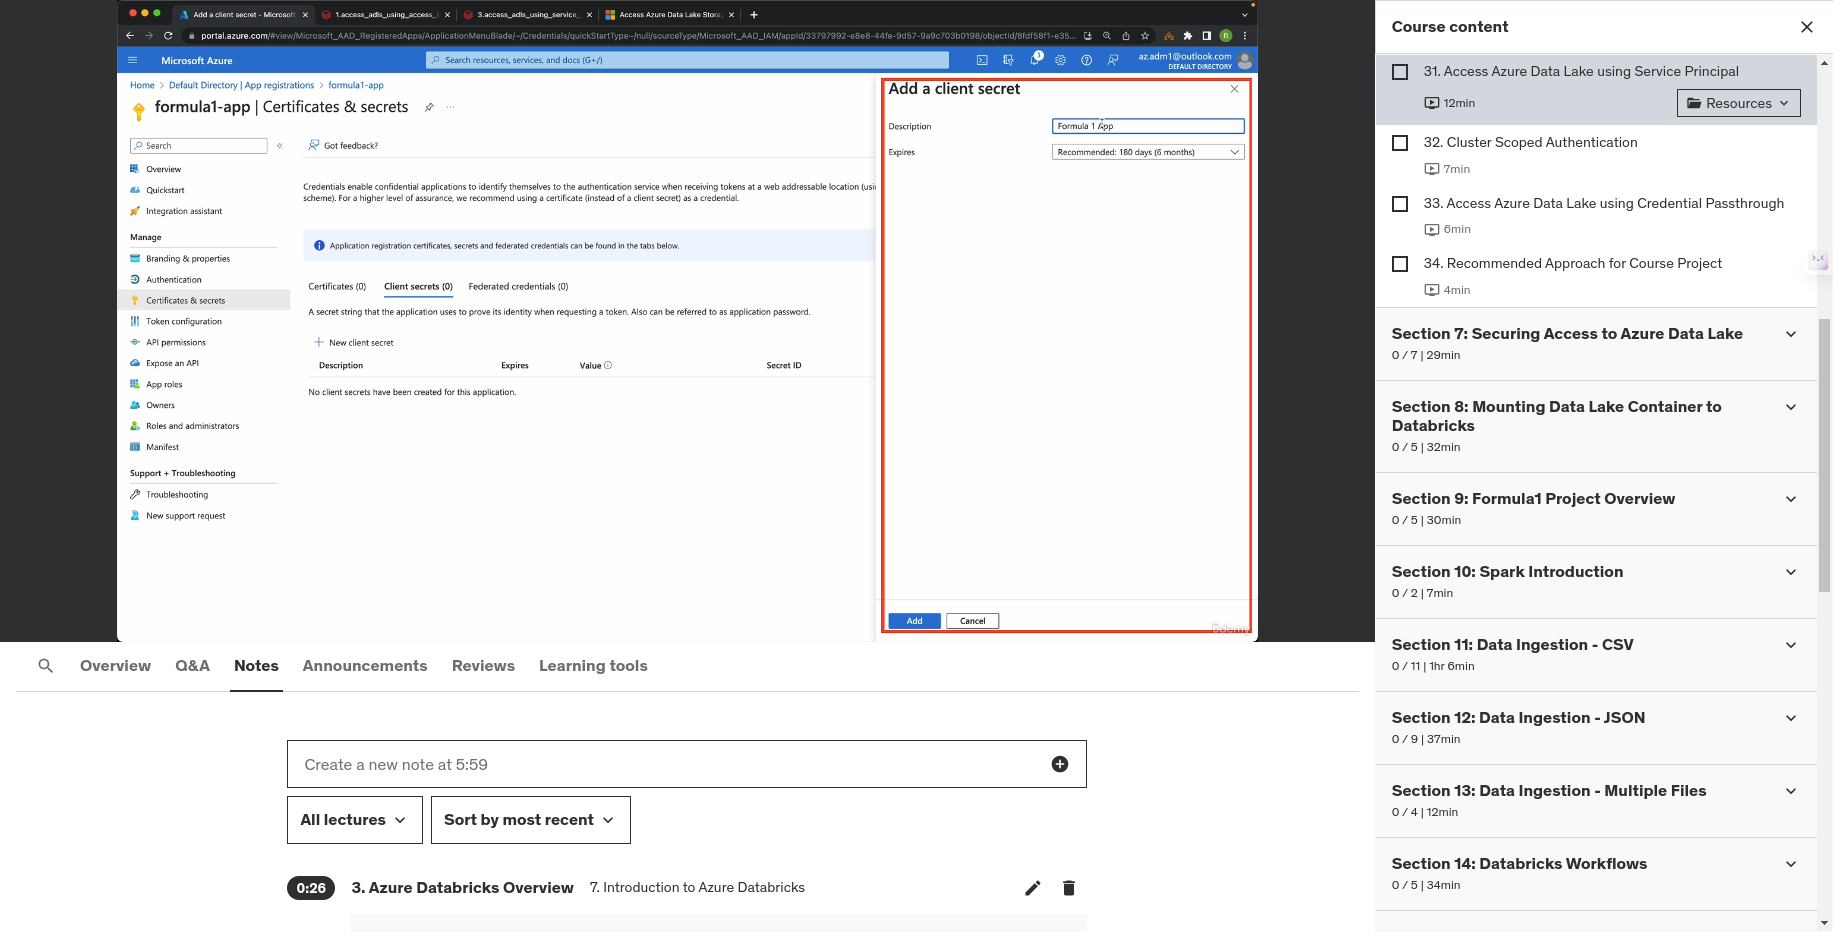 Add a client secret - Microsoft
1.access_adls_using_access_
3.access_adls_using_service_
Access Azure Data Lake Stora
portal.azure.com/#view/Microsoft_AAD_RegisteredApps/ApplicationMenuBlade/~/Credentials/quickStartType~/null/sourceType/Microsoft_AAD_IAM/appId/33797992-e8e8-44fe-9d57-9a9c703b0198/objectId/8fdf58f1-e35...
R
Microsoft Azure
Search resources, services, and docs (G+/)
3
az.adm1@outlook.com
DEFAULT DIRECTORY
Home > Default Directory | App registrations > formula1-app
formula1-app | Certificates & secrets
Search
Overview
Quickstart
Integration assistant
Manage
Branding & properties
Authentication
Certificates & secrets
Token configuration
API permissions
Expose an API
App roles
Owners
Roles and administrators
Manifest
Support + Troubleshooting
Troubleshooting
New support request
Got feedback?
Credentials enable confidential applications to identify themselves to the authentication service when receiving tokens at a web addressable location (usi
scheme). For a higher level of assurance, we recommend using a certificate (instead of a client secret) as a credential.
Application registration certificates, secrets and federated credentials can be found in the tabs below.
Certificates (0) Client secrets (0) Federated credentials (0)
A secret string that the application uses to prove its identity when requesting a token. Also can be referred to as application password.
New client secret
Description Expires Value Secret ID
No client secrets have been created for this application.
Add a client secret
Description Formula 1 App
Expires Recommended: 180 days (6 months)
Add Cancel
Udemy
Overview Q&A Notes Announcements Reviews Learning tools
Create a new note at 5:59
All lectures Sort by most recent
0:26 3. Azure Databricks Overview 7. Introduction to Azure Databricks
Course content
31. Access Azure Data Lake using Service Principal
12min
Resources
32. Cluster Scoped Authentication
7min
33. Access Azure Data Lake using Credential Passthrough
6min
34. Recommended Approach for Course Project
4min
Section 7: Securing Access to Azure Data Lake
0 / 7 | 29min
Section 8: Mounting Data Lake Container to
Databricks
0 / 5 | 32min
Section 9: Formula1 Project Overview
0 / 5 | 30min
Section 10: Spark Introduction
0 / 2 | 7min
Section 11: Data Ingestion - CSV
0 / 11 | 1hr 6min
Section 12: Data Ingestion - JSON
0 / 9 | 37min
Section 13: Data Ingestion - Multiple Files
0 / 4 | 12min
Section 14: Databricks Workflows
0 / 5 | 34min